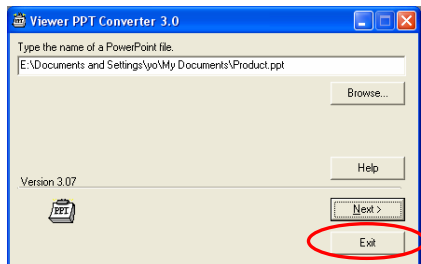 Viewer PPT Converter 3.0
Type the name of a PowerPoint file.
E:\Documents and Settings\yo\My Documents\Product.ppt
Browse...
Help
Version 3.07
PPT
Next >
Exit